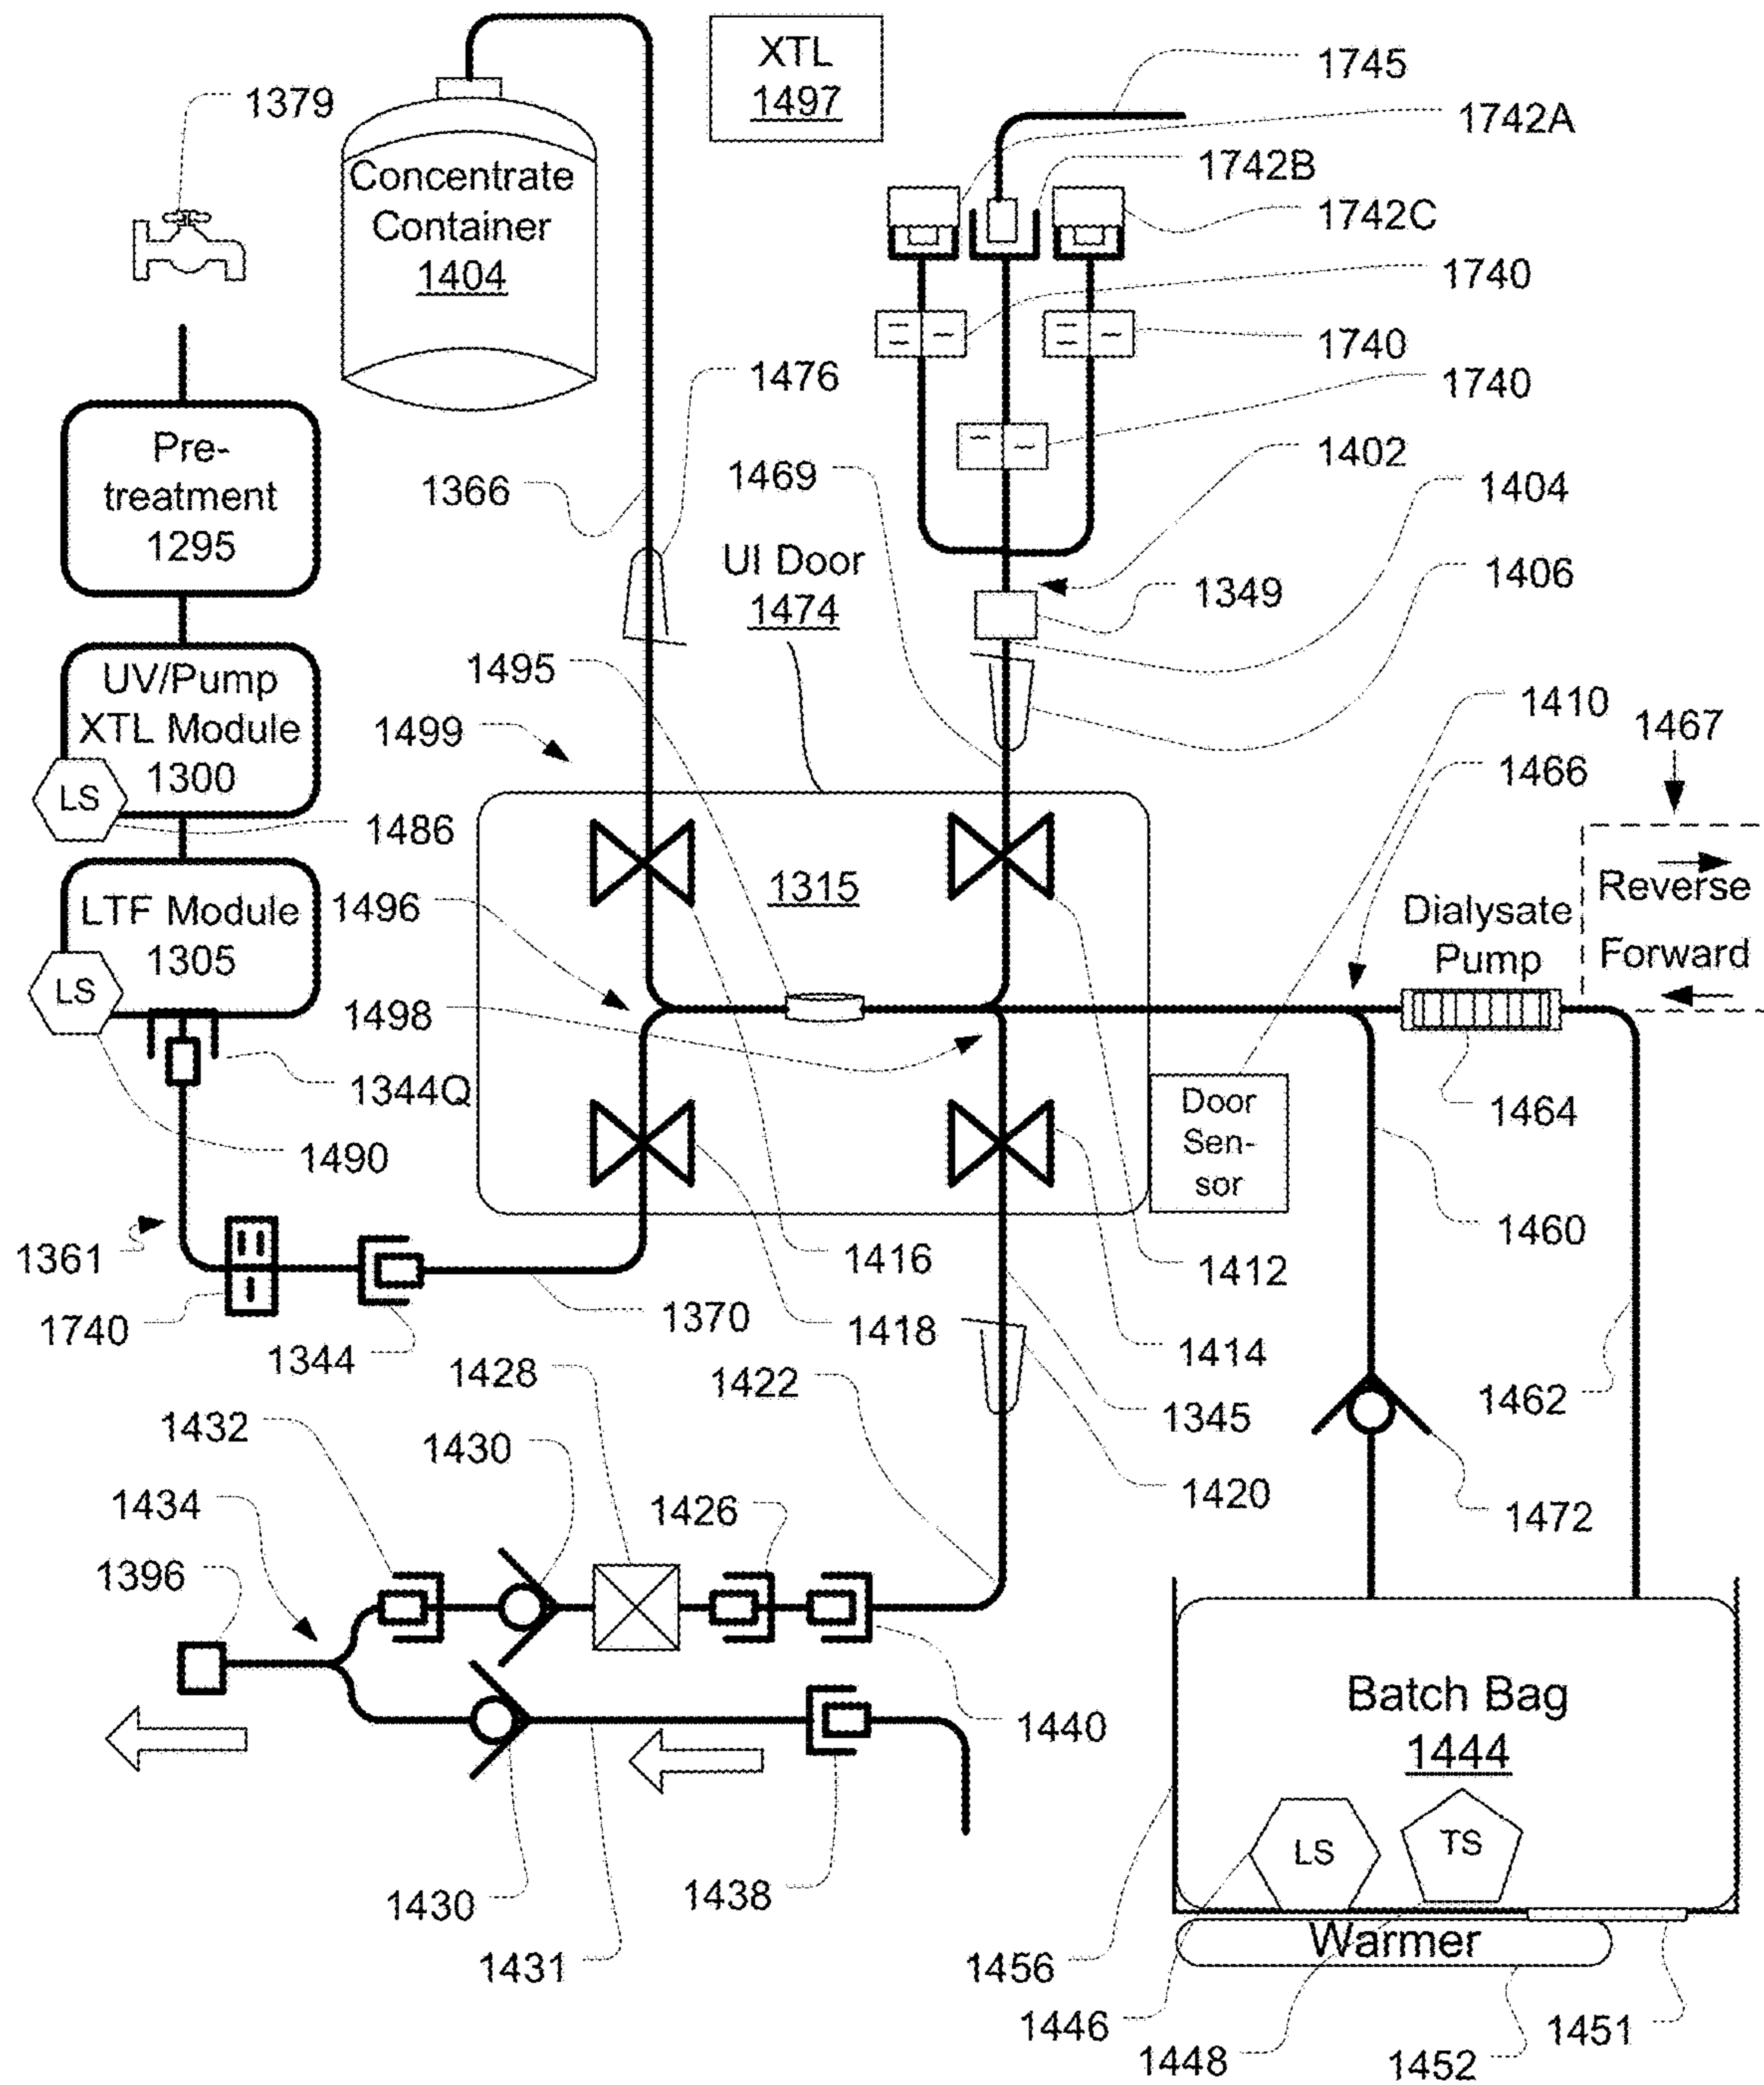 XTL
1497
1745
1742A
1379
1742B
Concentrate
Container
1404
1742C
1740
1740
1476
1740
Pre-
treatment
1295
1366
1469
1402
1404
UI Door
1474
1406
1349
1495
UV/Pump
XTL Module
1300
LS
1499
1410
1467
1466
1486
Reverse
Forward
1315
LTF Module
1305
LS
1496
Dialysate
Pump
1498
1344Q
Door
Sen-
sor
1464
1490
1460
1361
1416
1412
1740
1370
1418
1344
1414
1428
1422
1462
1345
1432
1430
1420
1434
1426
1472
1396
Batch Bag
1444
1440
LS
TS
1430
1438
1431
Warmer
1456
1446
1448
1451
1452